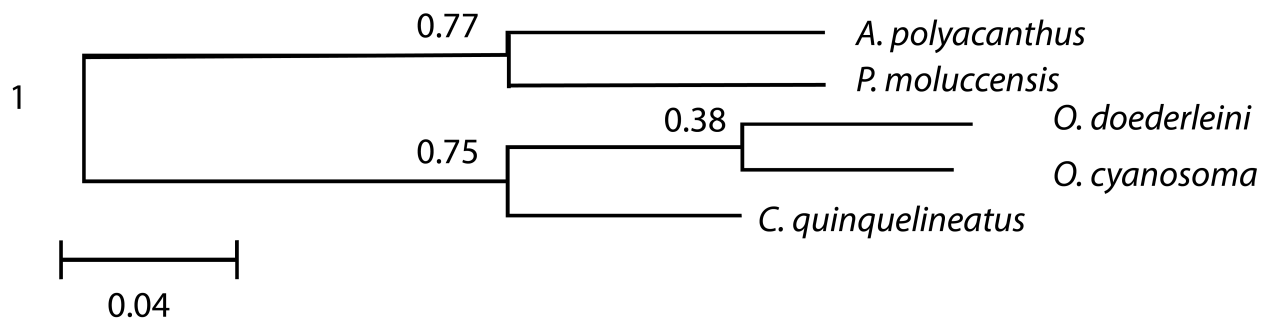 0.77
A. polyacanthus
P. moluccensis
1
0.38
O. doederleini
0.75
O. cyanosoma
C. quinquelineatus
0.04